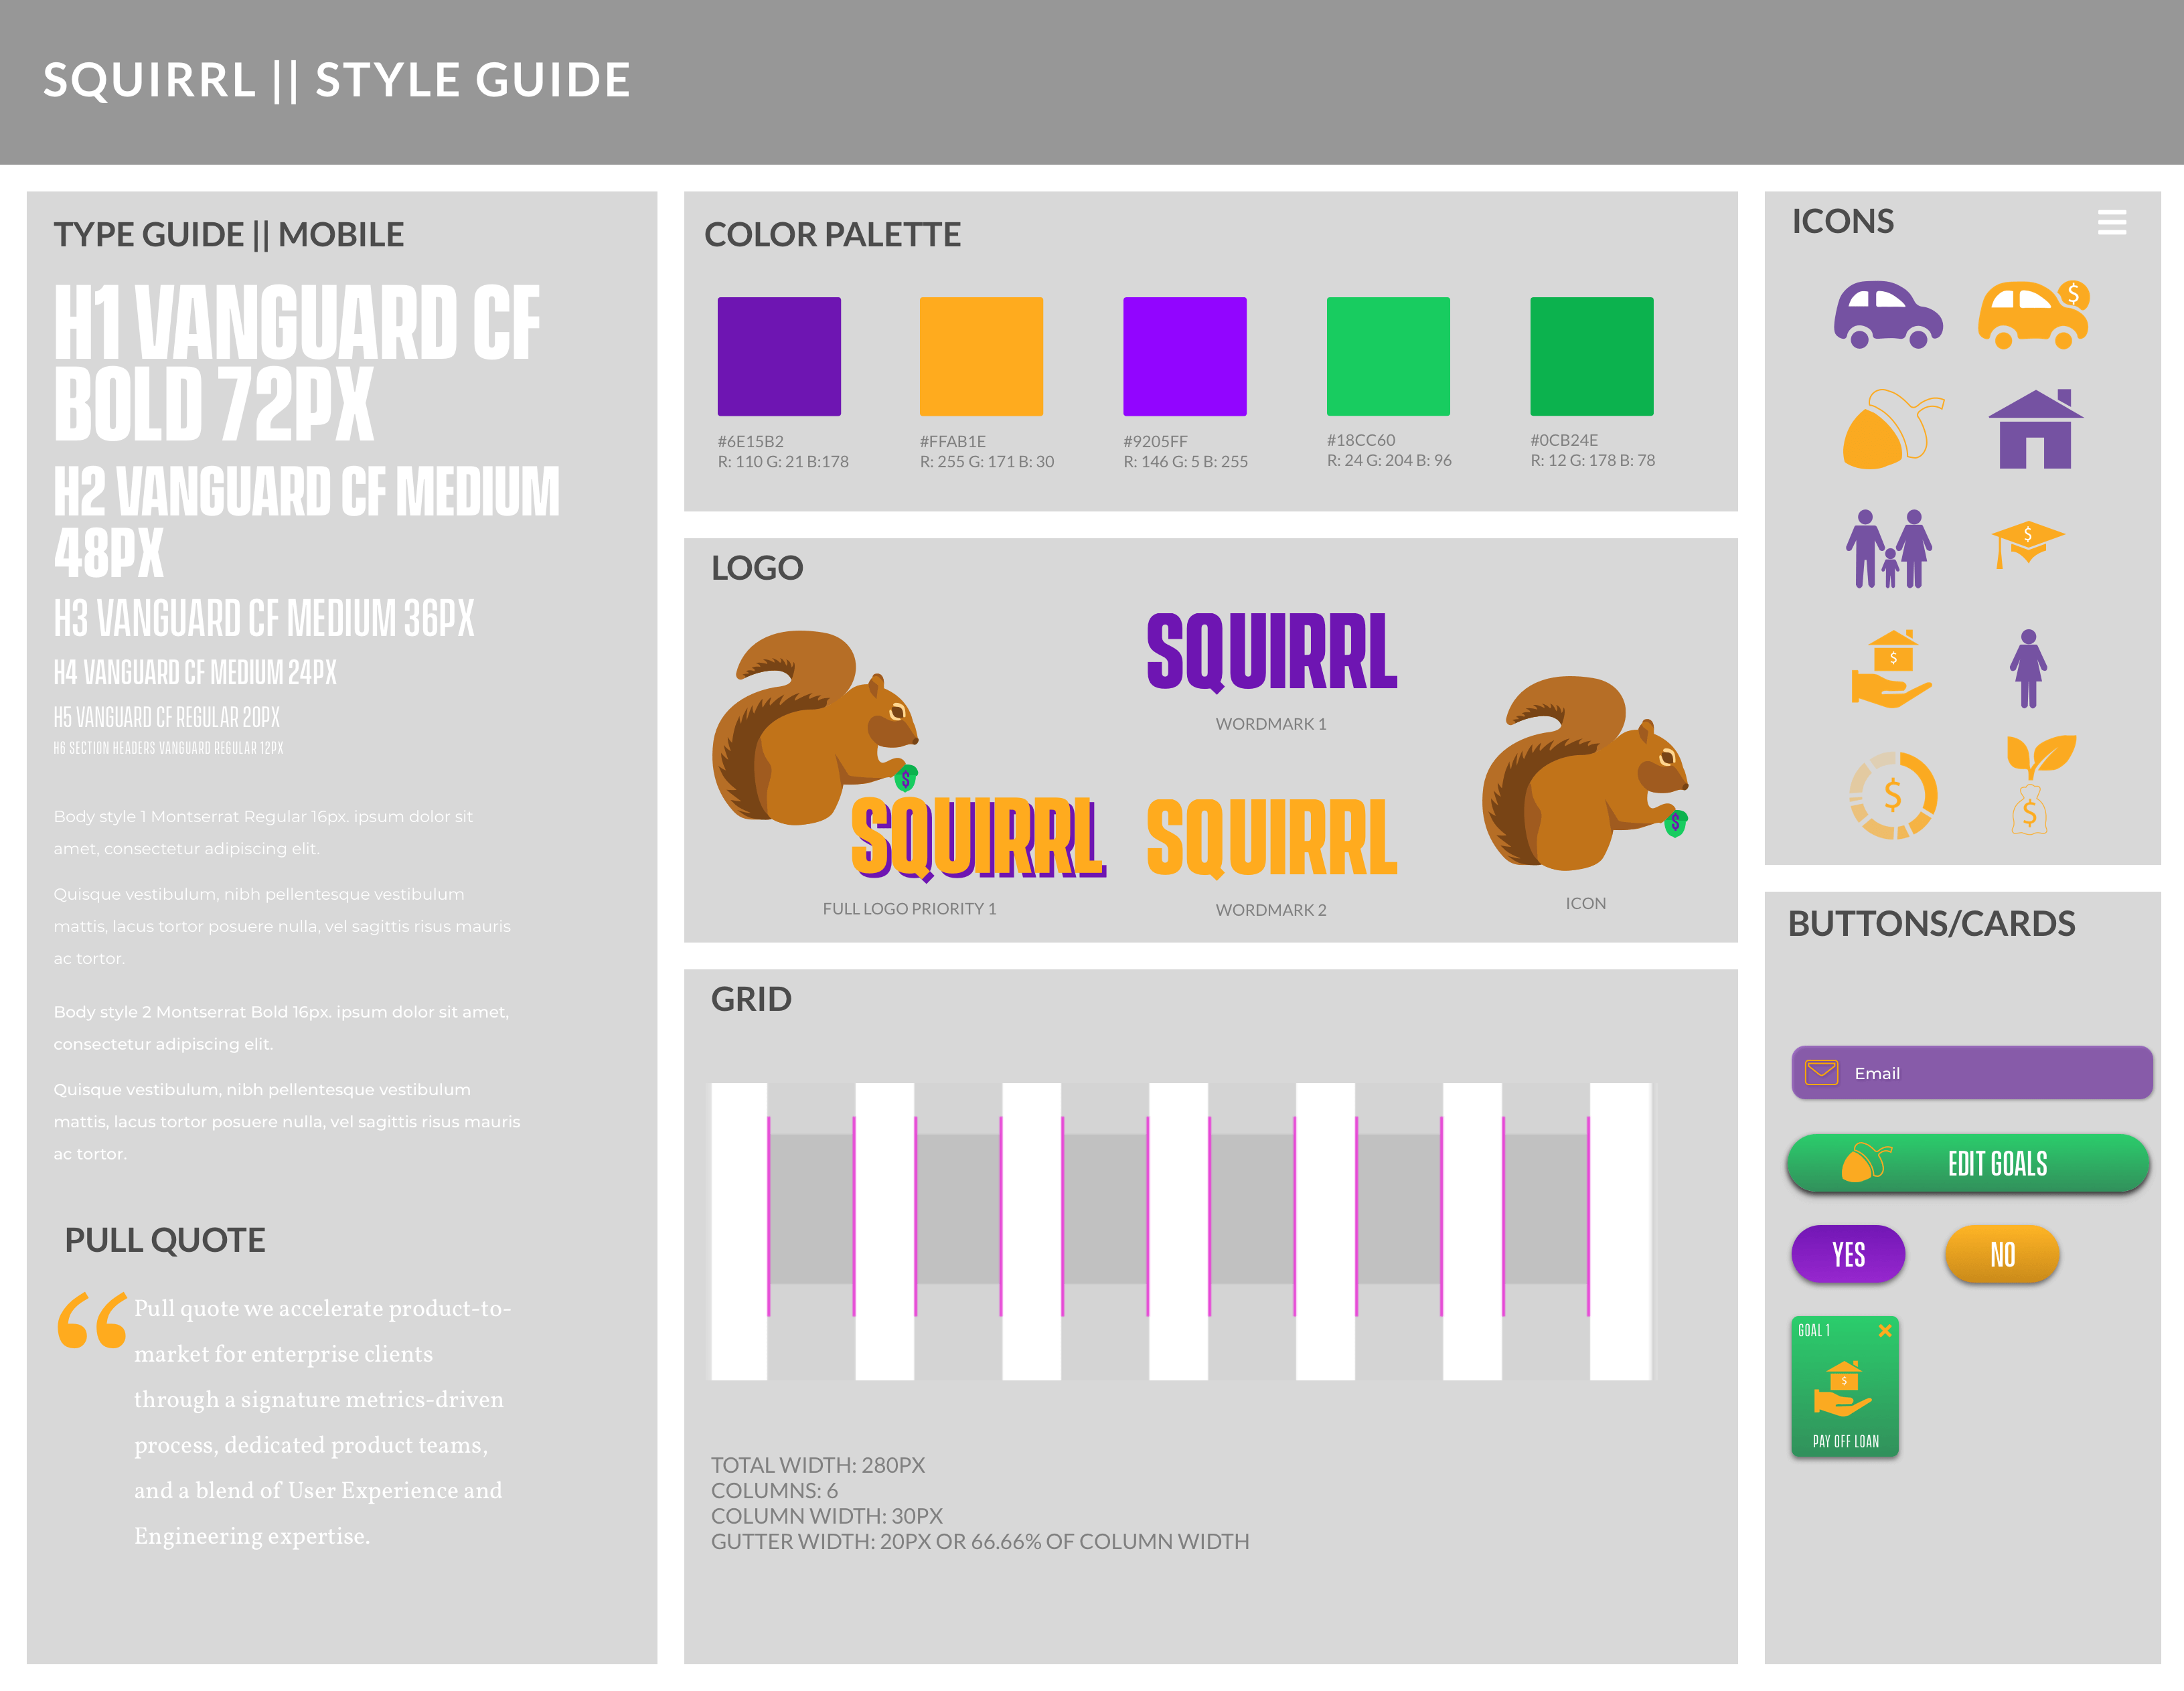 SQUIRRL || STYLE GUIDE
TYPE GUIDE || MOBILE
H1 VANGUARD CF
BOLD 72PX
H2 VANGUARD CF MEDIUM
48PX
H3 VANGUARD CF MEDIUM 36PX
H4 VANGUARD CF MEDIUM 24PX
H5 VANGUARD CF REGULAR 20PX
H6 SECTION HEADERS VANGUARD REGULAR 12PX
Body style 1 Montserrat Regular 16px. ipsum dolor sit
amet, consectetur adipiscing elit.
Quisque vestibulum, nibh pellentesque vestibulum
mattis, lacus tortor posuere nulla, vel sagittis risus mauris
ac tortor.
Body style 2 Montserrat Bold 16px. ipsum dolor sit amet,
consectetur adipiscing elit.
Quisque vestibulum, nibh pellentesque vestibulum
mattis, lacus tortor posuere nulla, vel sagittis risus mauris
ac tortor.
PULL QUOTE
“
Pull quote we accelerate product-to-
market for enterprise clients
through a signature metrics-driven
process, dedicated product teams,
and a blend of User Experience and
Engineering expertise.
COLOR PALETTE
#6E15B2
R: 110 G: 21 B:178
#FFAB1E
R: 255 G: 171 B: 30
#9205FF
R: 146 G: 5 B: 255
#18CC60
R: 24 G: 204 B: 96
#0CB24E
R: 12 G: 178 B: 78
LOGO
$
SQUIRRL
FULL LOGO PRIORITY 1
SQUIRRL
WORDMARK 1
SQUIRRL
WORDMARK 2
$
ICON
GRID
TOTAL WIDTH: 280PX
COLUMNS: 6
COLUMN WIDTH: 30PX
GUTTER WIDTH: 20PX OR 66.66% OF COLUMN WIDTH
ICONS
$
$
$
$
$
BUTTONS/CARDS
Email
EDIT GOALS
YES
NO
GOAL 1
$
PAY OFF LOAN